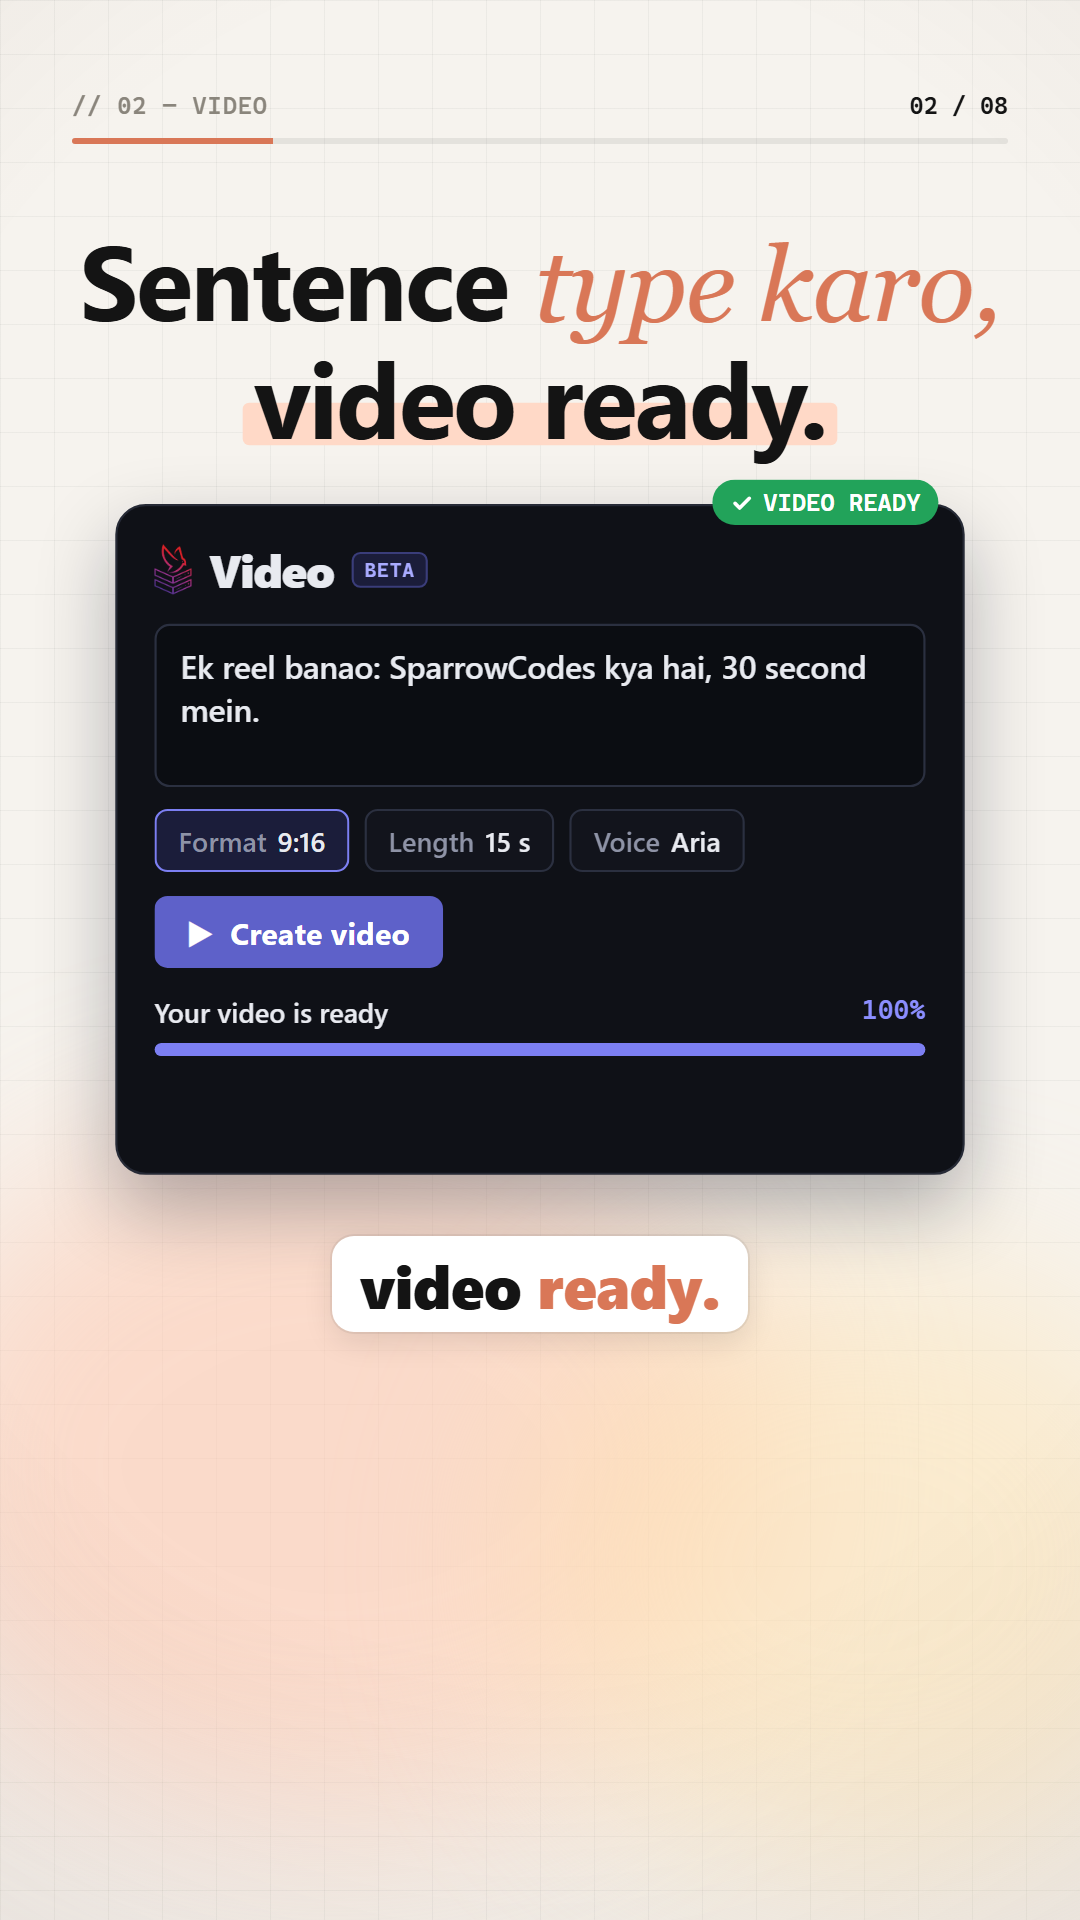 // 02 — VIDEO
02 / 08
Sentence type karo,
video ready.
✓ VIDEO READY
Video BETA
Ek reel banao: SparrowCodes kya hai, 30 second
mein.
Format 9:16
Length 15 s
Voice Aria
▶ Create video
Your video is ready
100%
video ready.